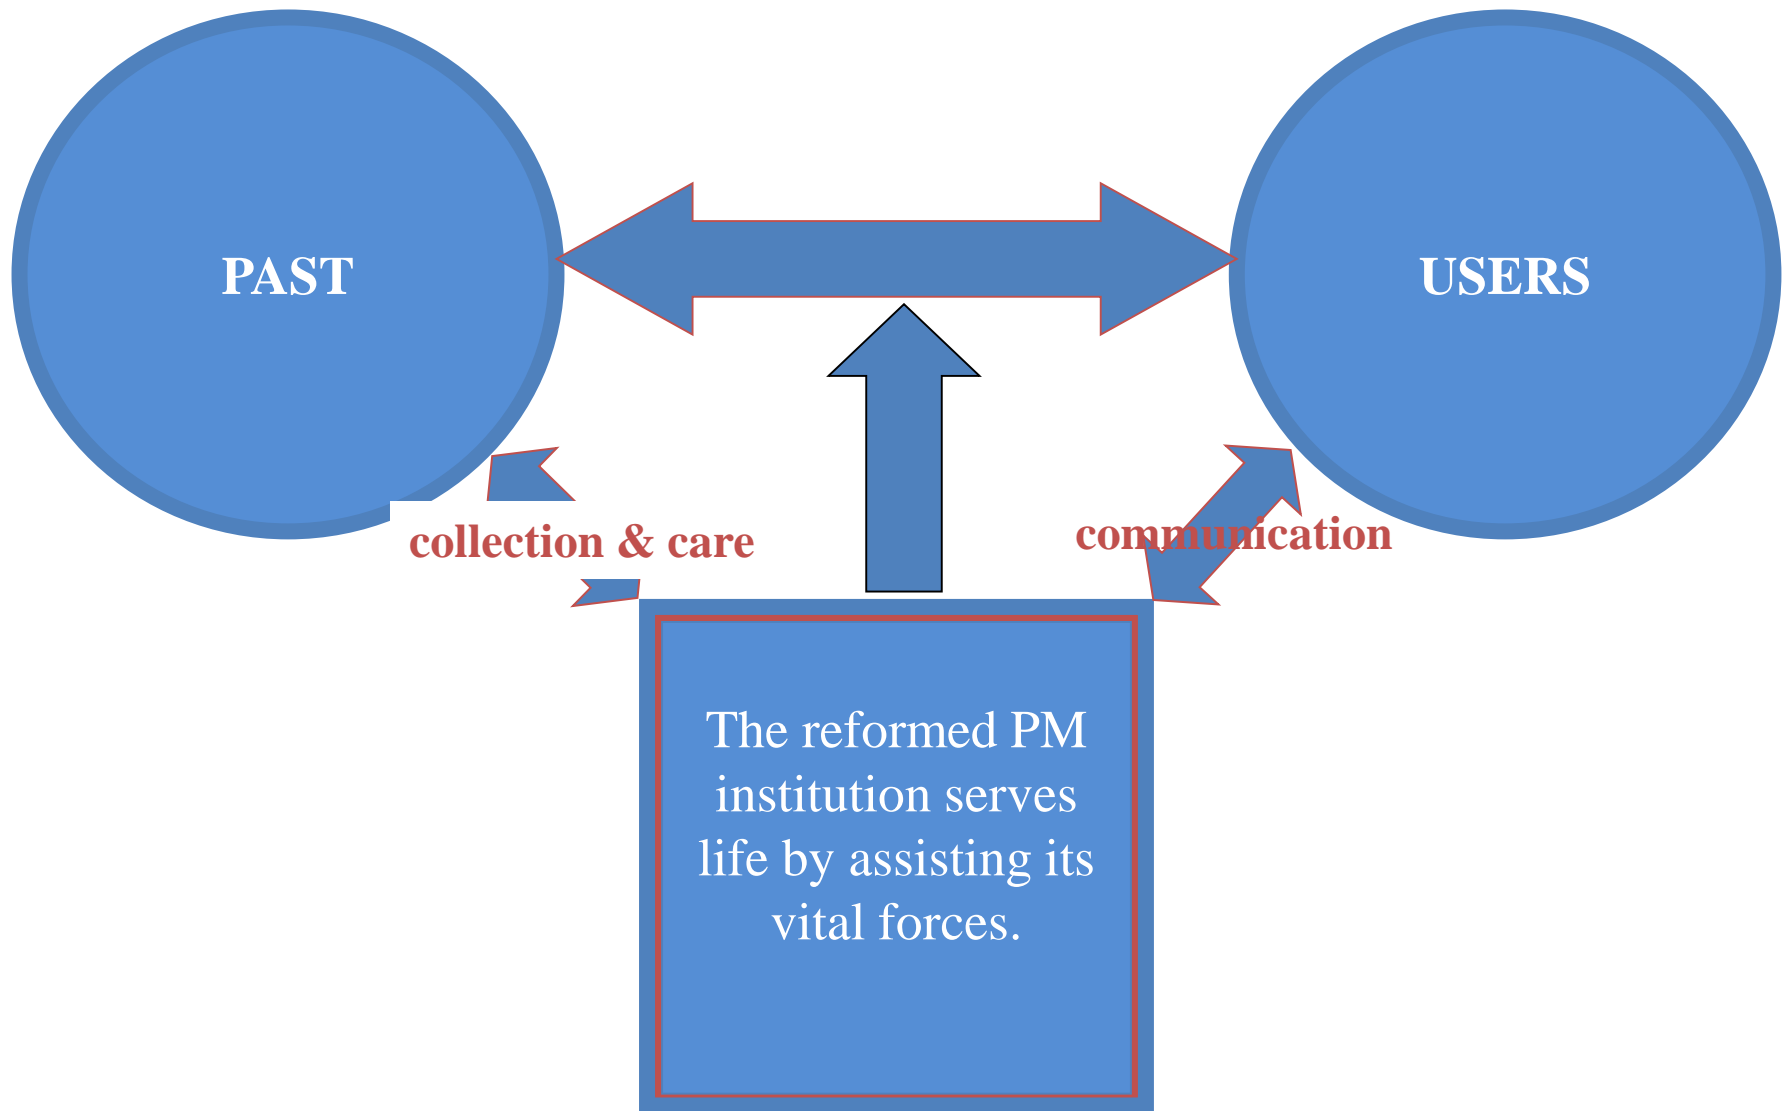 PAST
USERS
collection & care
communication
The reformed PM
institution serves
life by assisting its
vital forces.